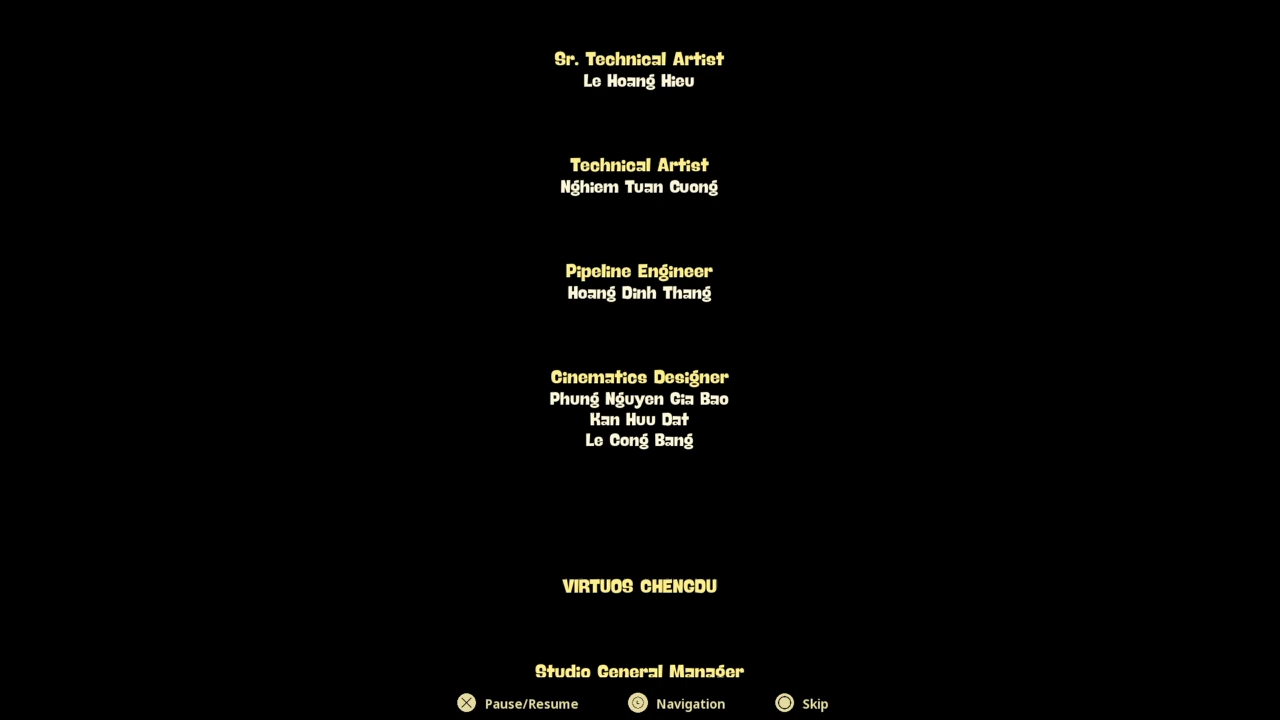 Sr. Technical Artist
Le Hoang Hieu
Technical Artist
Nghiem Tuan Cuong
Pipeline Engineer
Hoang Dinh Thang
Cinematics Designer
Phung Nguyen Gia Bao
Kan Huu Dat
Le Cong Bang
VIRTUOS CHENGDU
Studio General Manager
Pause/Resume
Navigation
Skip